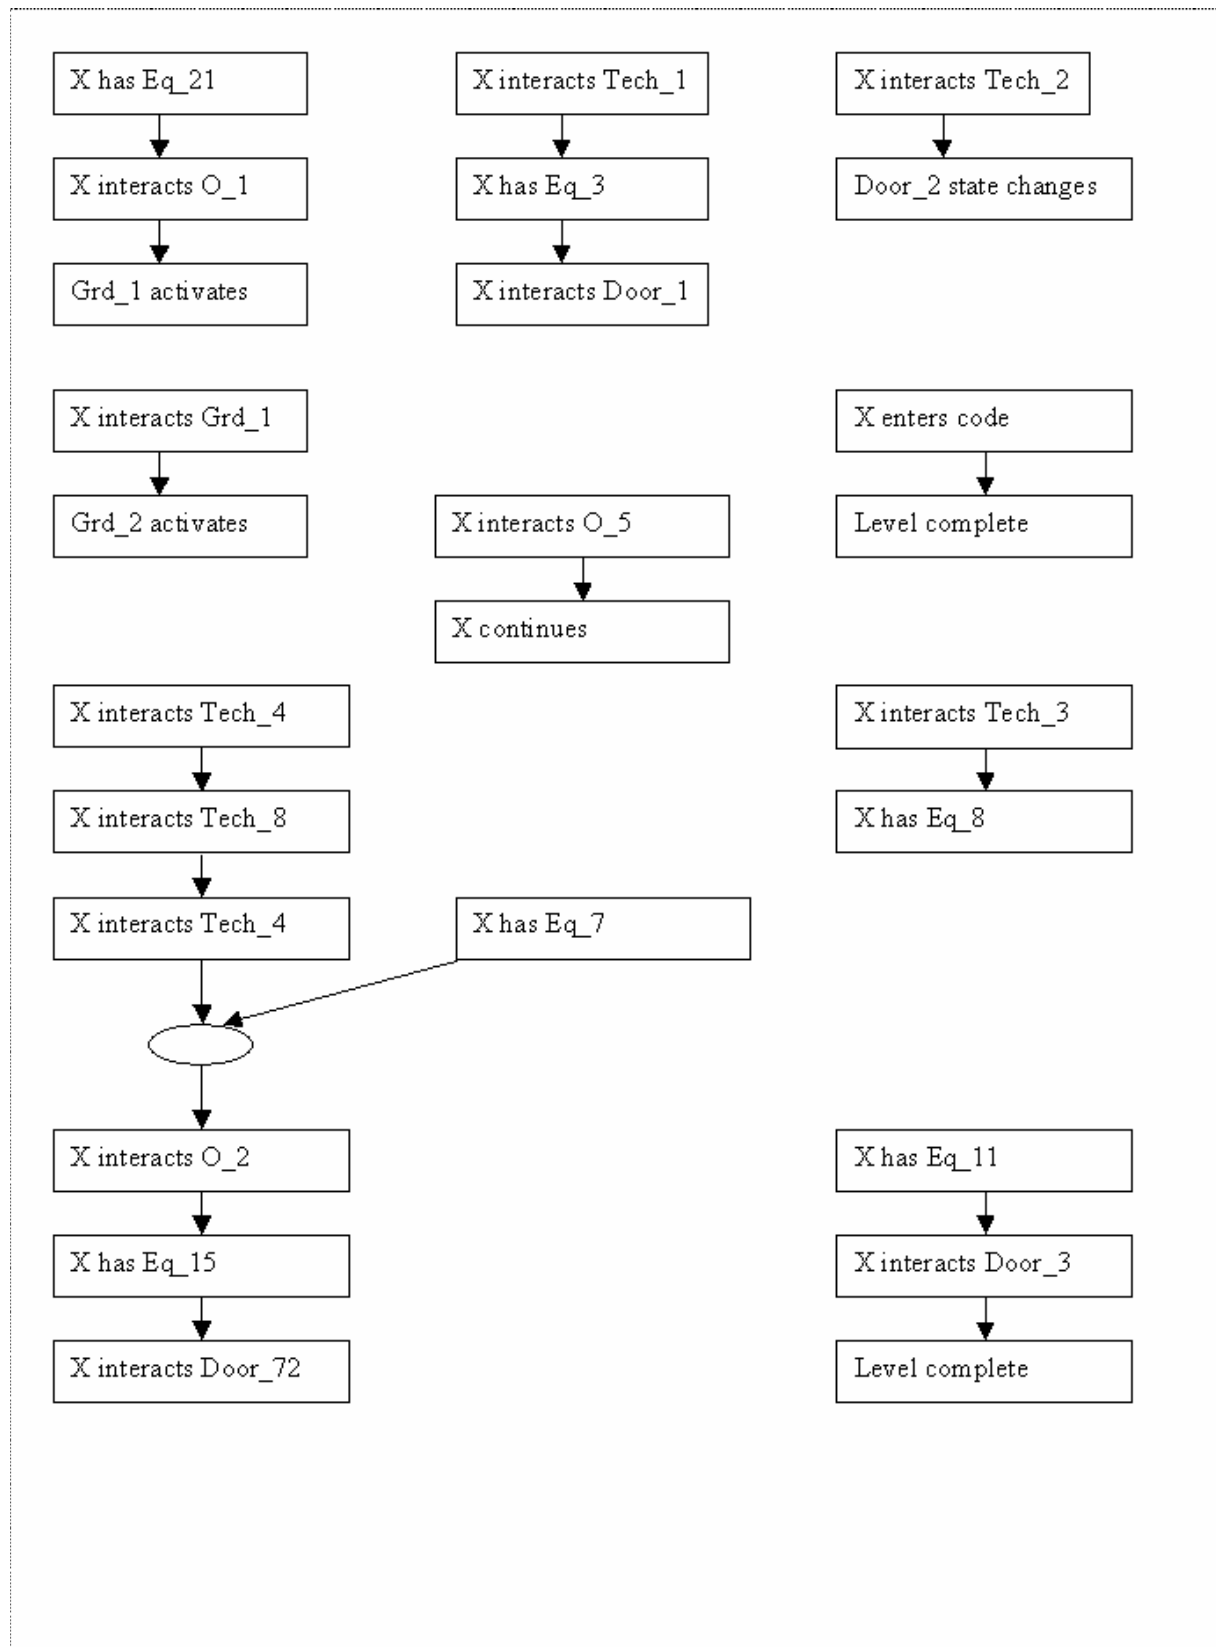 X has Eq_21
X interacts O_1
Grd_1 activates
X interacts Tech_1
X has Eq_3
X interacts Door_1
X interacts Tech_2
Door_2 state changes
X interacts Grd_1
Grd_2 activates
X interacts O_5
X continues
X enters code
Level complete
X interacts Tech_4
X interacts Tech_8
X interacts Tech_4
X has Eq_7
X interacts O_2
X has Eq_15
X interacts Door_72
X interacts Tech_3
X has Eq_8
X has Eq_11
X interacts Door_3
Level complete